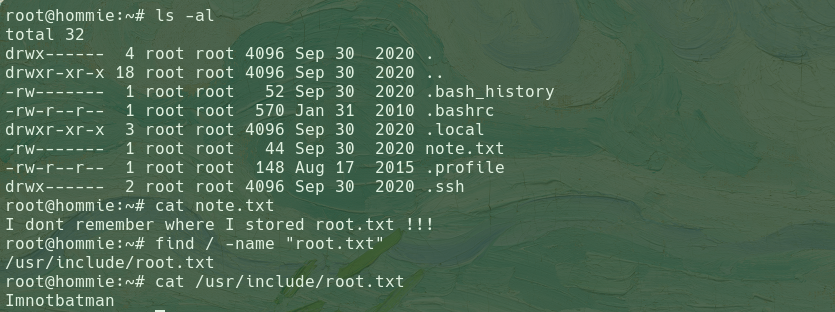 root@hommie:~# ls -al
total 32
drwx------  4 root root 4096 Sep 30  2020 .
drwxr-xr-x 18 root root 4096 Sep 30  2020 ..
-rw-------  1 root root   52 Sep 30  2020 .bash_history
-rw-r--r--  1 root root  570 Jan 31  2010 .bashrc
drwxr-xr-x  3 root root 4096 Sep 30  2020 .local
-rw-------  1 root root   44 Sep 30  2020 note.txt
-rw-r--r--  1 root root  148 Aug 17  2015 .profile
drwx------  2 root root 4096 Sep 30  2020 .ssh
root@hommie:~# cat note.txt
I dont remember where I stored root.txt !!!
root@hommie:~# find / -name "root.txt"
/usr/include/root.txt
root@hommie:~# cat /usr/include/root.txt
Imnotbatman